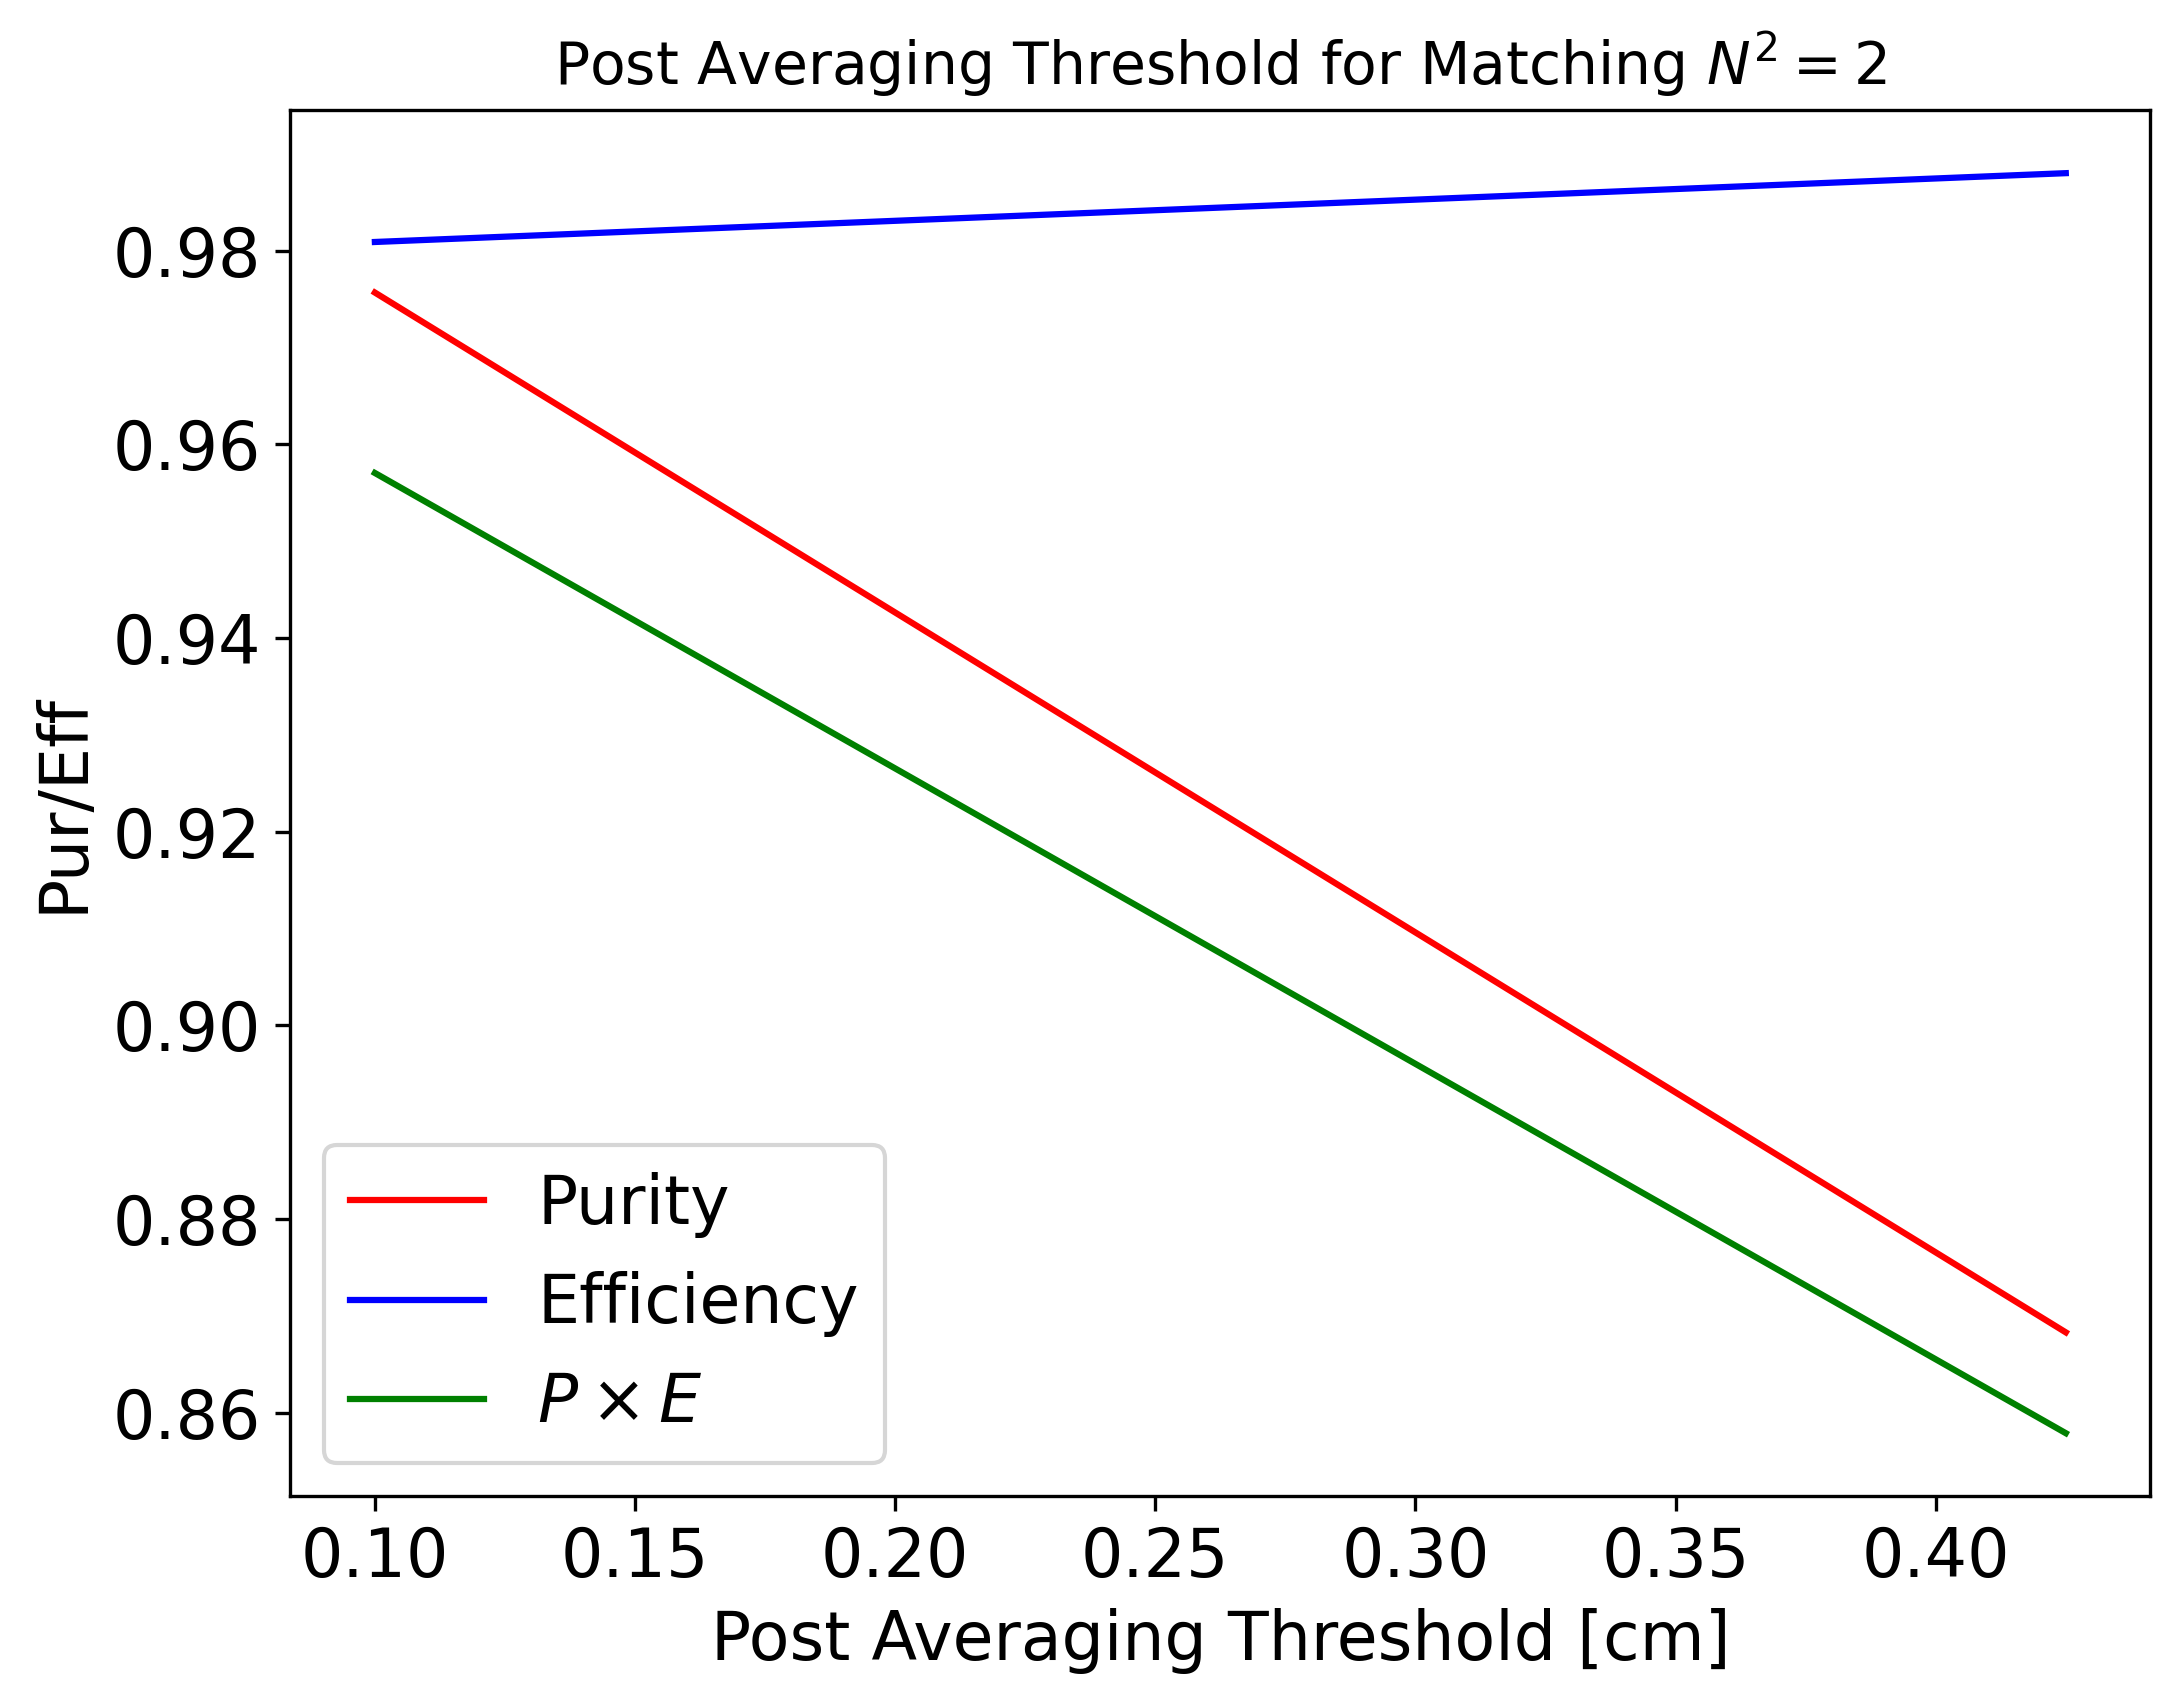 Post Averaging Threshold for Matching N² = 2
Pur/Eff
0.98
0.96
0.94
0.92
0.90
0.88
0.86
Purity
Efficiency
P × E
0.10 0.15 0.20 0.25 0.30 0.35 0.40
Post Averaging Threshold [cm]